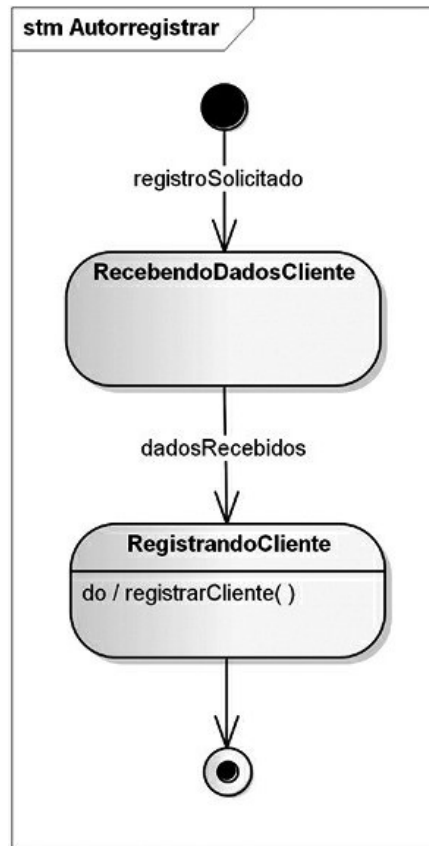 stm Autorregistrar
registroSolicitado
RecebendoDadosCliente
dadosRecebidos
RegistrandoCliente
do / registrarCliente( )